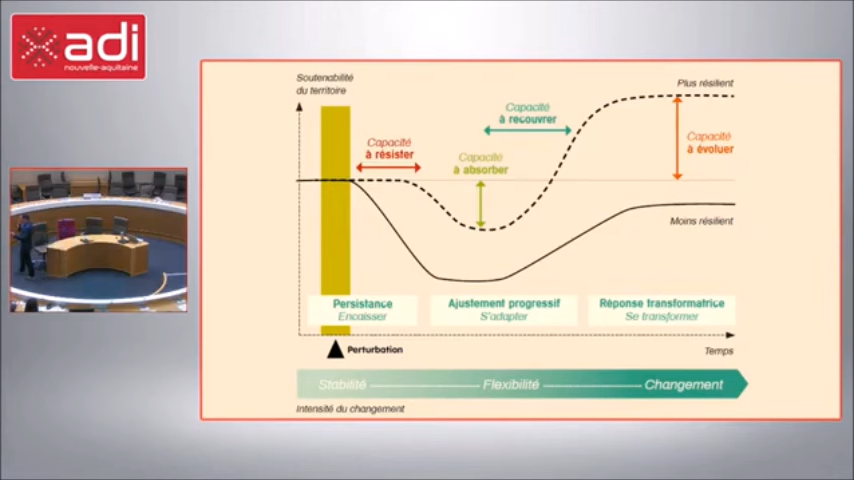 adi
nouvelle-aquitaine
Soutenabilité
du territoire
Plus résilient
Capacité
à recouvrer
Capacité
à résister
Capacité
à évoluer
Capacité
à absorber
Moins résilient
Persistance
Encaisser
Ajustement progressif
S'adapter
Réponse transformatrice
Se transformer
Perturbation
Temps
Stabilité
Flexibilité
Changement
Intensité du changement